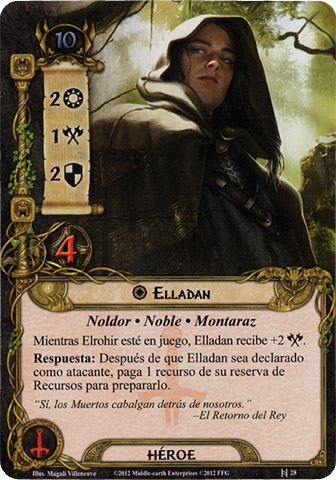 10
2
1
2
4
Elladan
Noldor • Noble • Montaraz
Mientras Elrohir esté en juego, Elladan recibe +2
Respuesta: Después de que Elladan sea declarado
como atacante, paga 1 recurso de su reserva de
Recursos para prepararlo.
“Sí, los Muertos cabalgan detrás de nosotros.”
–El Retorno del Rey
HÉROE
Illus. Magali Villeneuve ©2012 Middle-earth Enterprises ©2012 FFG 28